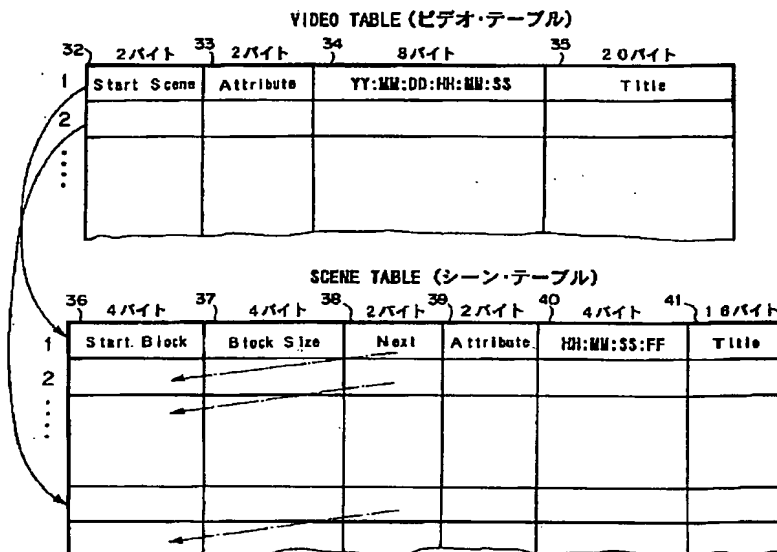 VIDEO TABLE (ビデオ・テーブル)
32 2バイト 33 2バイト 34 8バイト 35 20バイト
1 Start Scene Attribute YY:MM:DD:HH:MM:SS Title
2
SCENE TABLE (シーン・テーブル)
36 4バイト 37 4バイト 38 2バイト 39 2バイト 40 4バイト 41 16バイト
1 Start. Block Block Size Next Attribute HH:MM:SS:FF Title
2